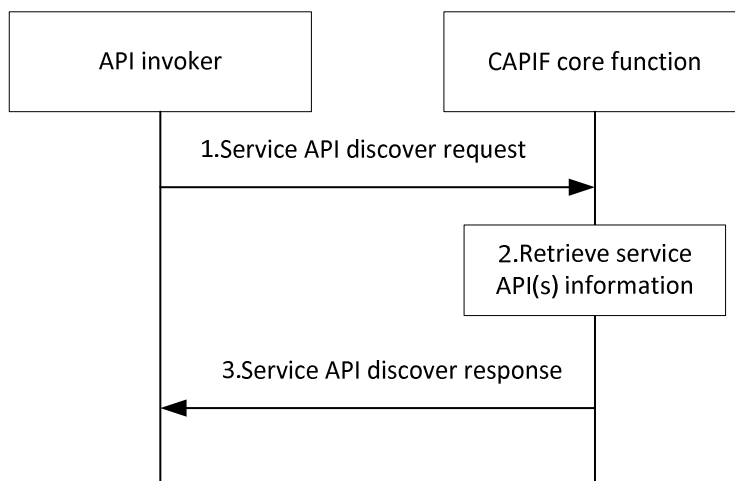 API invoker
CAPIF core function
1.Service API discover request
2.Retrieve service
API(s) information
3.Service API discover response